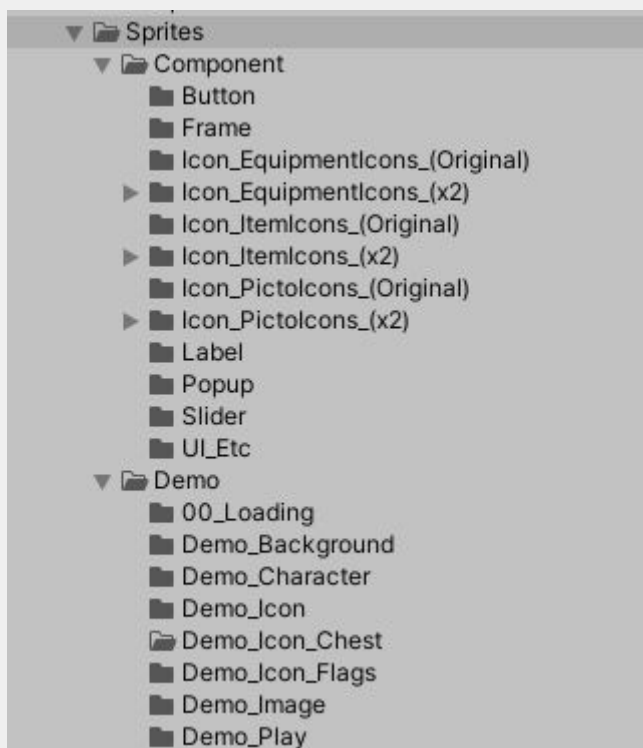 Sprites
Component
Button
Frame
Icon_EquipmentIcons_(Original)
Icon_EquipmentIcons_(x2)
Icon_ItemIcons_(Original)
Icon_ItemIcons_(x2)
Icon_PictoIcons_(Original)
Icon_PictoIcons_(x2)
Label
Popup
Slider
UI_Etc
Demo
00_Loading
Demo_Background
Demo_Character
Demo_Icon
Demo_Icon_Chest
Demo_Icon_Flags
Demo_Image
Demo_Play